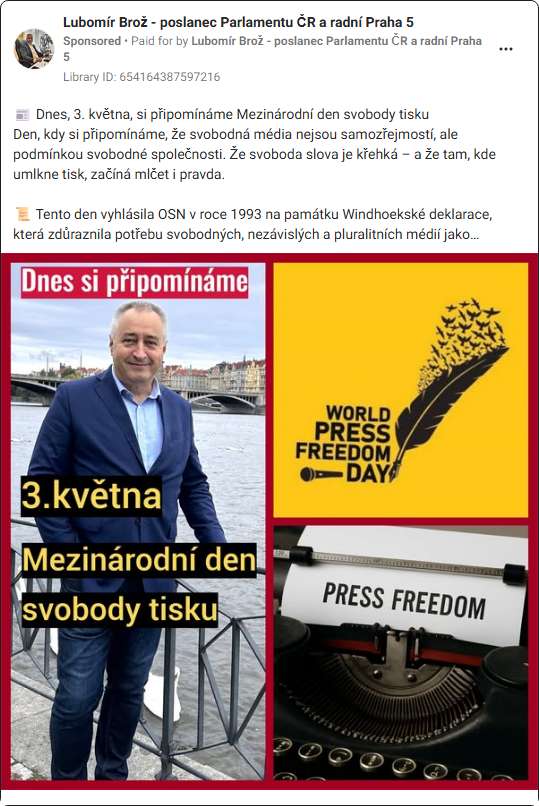 Lubomír Brož - poslanec Parlamentu ČR a radní Praha 5
Sponsored • Paid for by Lubomír Brož - poslanec Parlamentu ČR a radní Praha
5
Library ID: 654164387597216
📰 Dnes, 3. května, si připomínáme Mezinárodní den svobody tisku
Den, kdy si připomínáme, že svobodná média nejsou samozřejmostí, ale
podmínkou svobodné společnosti. Že svoboda slova je křehká – a že tam, kde
umlkne tisk, začíná mlčet i pravda.
📜 Tento den vyhlásila OSN v roce 1993 na památku Windhoekské deklarace,
která zdůraznila potřebu svobodných, nezávislých a pluralitních médií jako…
Dnes si připomínáme
3.května
Mezinárodní den
svobody tisku
WORLD
PRESS
FREEDOM
DAY
PRESS FREEDOM